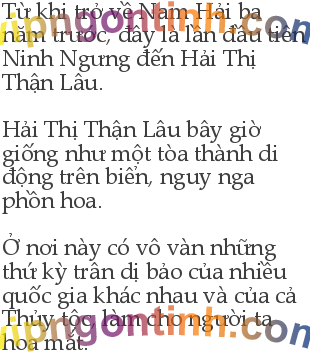 Từ khi trở về Nam Hải ba
năm trước, đây là lần đầu tiên
Ninh Ngưng đến Hải Thị
Thận Lâu.
Hải Thị Thận Lâu bây giờ
giống như một tòa thành di
động trên biển, nguy nga
phồn hoa.
Ở nơi này có vô vàn những
thứ kỳ trân dị bảo của nhiều
quốc gia khác nhau và của cả
Thủy tộc, làm cho người ta
hoa mắt.